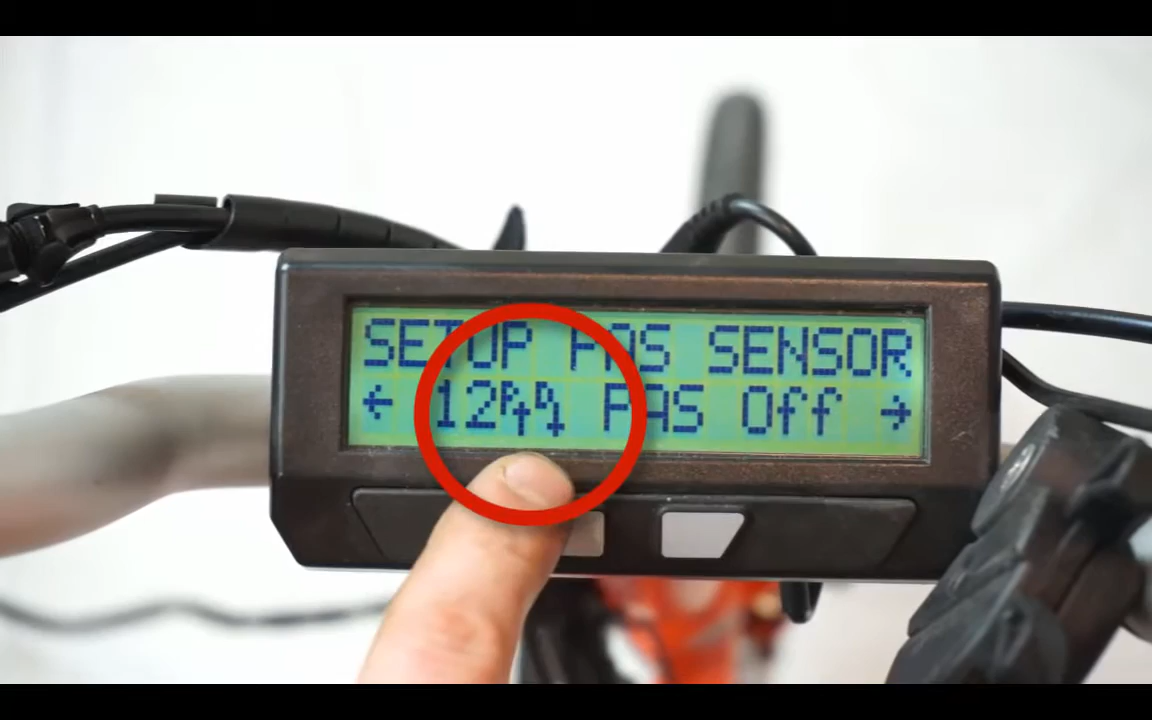 SETUP PAS SENSOR
← 12 PAS Off →